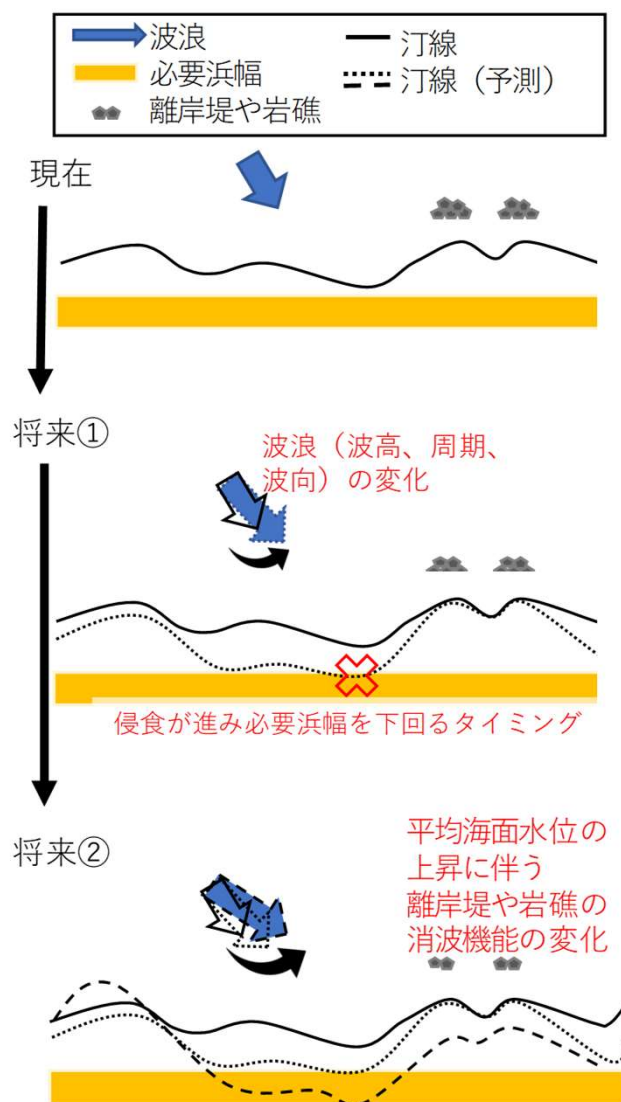 波浪
汀線
必要浜幅
汀線（予測）
離岸堤や岩礁
現在
将来①
波浪（波高、周期、
波向）の変化
侵食が進み必要浜幅を下回るタイミング
将来②
平均海面水位の
上昇に伴う
離岸堤や岩礁の
消波機能の変化